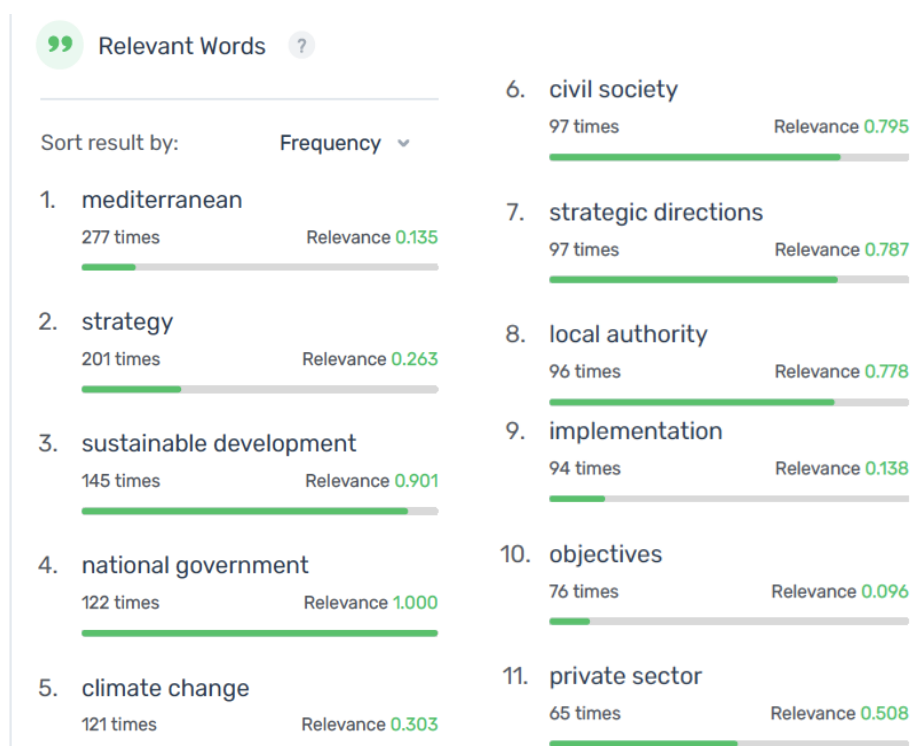 Relevant Words ?
Sort result by: Frequency
1. mediterranean
277 times Relevance 0.135
2. strategy
201 times Relevance 0.263
3. sustainable development
145 times Relevance 0.901
4. national government
122 times Relevance 1.000
5. climate change
121 times Relevance 0.303
6. civil society
97 times Relevance 0.795
7. strategic directions
97 times Relevance 0.787
8. local authority
96 times Relevance 0.778
9. implementation
94 times Relevance 0.138
10. objectives
76 times Relevance 0.096
11. private sector
65 times Relevance 0.508